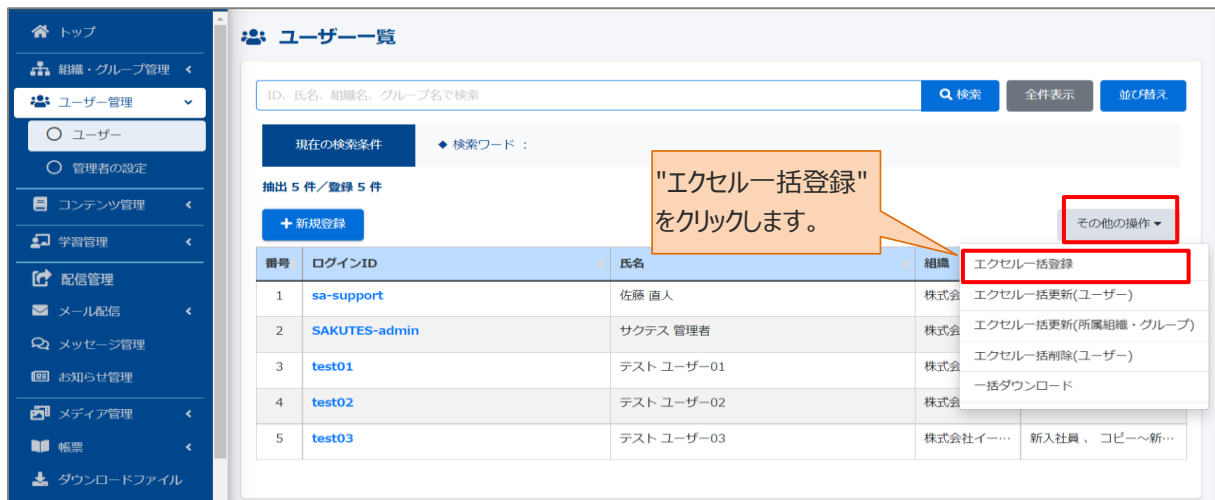 トップ
組織・グループ管理
ユーザー管理
ユーザー
管理者の設定
コンテンツ管理
学習管理
配信管理
メール配信
メッセージ管理
お知らせ管理
メディア管理
帳票
ダウンロードファイル
ユーザー一覧
ID、氏名、組織名、グループ名で検索
検索
全件表示
並び替え
現在の検索条件
◆ 検索ワード :
抽出 5 件／登録 5 件
"エクセル一括登録"
をクリックします。
+ 新規登録
その他の操作▼
番号 ログインID 氏名 組織
1 sa-support 佐藤 直人 株式会
2 SAKUTES-admin サクテス 管理者 株式会
3 test01 テスト ユーザー01 株式会
4 test02 テスト ユーザー02 株式会
5 test03 テスト ユーザー03 株式会社イー… 新入社員 、 コピー～新…
エクセル一括登録
エクセル一括更新(ユーザー)
エクセル一括更新(所属組織・グループ)
エクセル一括削除(ユーザー)
一括ダウンロード